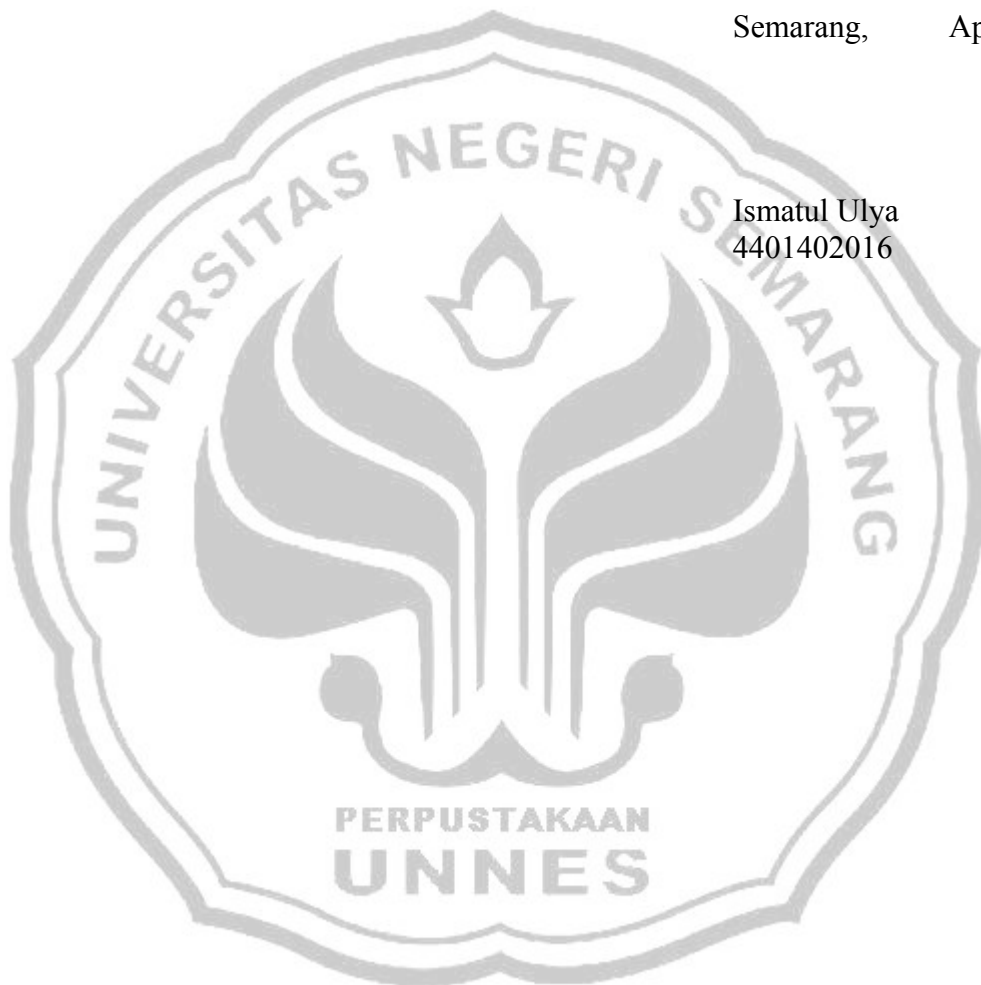 Semarang, Ap
UNIVERSITAS NEGERI SEMARANG
Ismatul Ulya
4401402016
PERPUSTAKAAN
UNNES